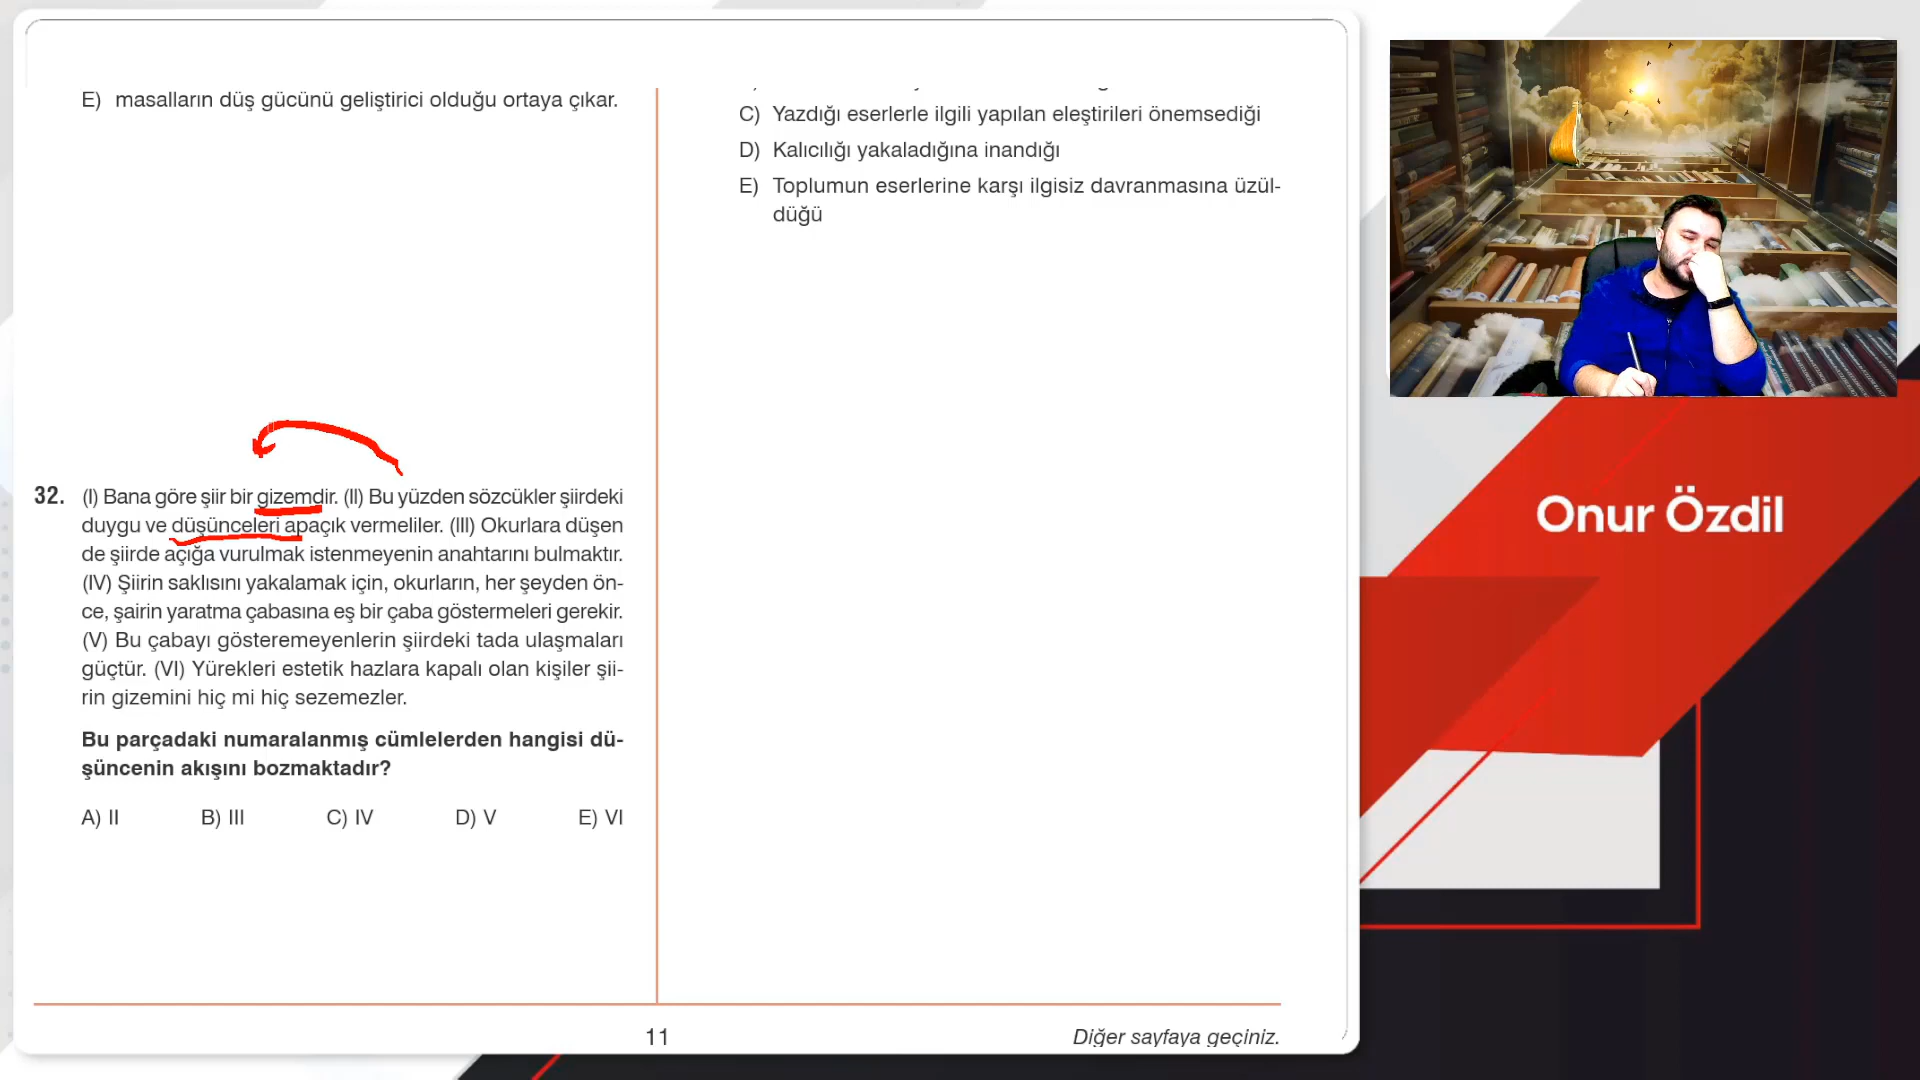 E) masalların düş gücünü geliştirici olduğu ortaya çıkar.
32. (I) Bana göre şiir bir gizemdir. (II) Bu yüzden sözcükler şiirdeki
duygu ve düşünceleri apaçık vermeliler. (III) Okurlara düşen
de şiirde açığa vurulmak istenmeyenin anahtarını bulmaktır.
(IV) Şiirin saklısını yakalamak için, okurların, her şeyden ön-
ce, şairin yaratma çabasına eş bir çaba göstermeleri gerekir.
(V) Bu çabayı gösteremeyenlerin şiirdeki tada ulaşmaları
güçtür. (VI) Yürekleri estetik hazlara kapalı olan kişiler şii-
rin gizemini hiç mi hiç sezemezler.
Bu parçadaki numaralanmış cümlelerden hangisi dü-
şüncenin akışını bozmaktadır?
A) II B) III C) IV D) V E) VI
C) Yazdığı eserlerle ilgili yapılan eleştirileri önemsediği
D) Kalıcılığı yakaladığına inandığı
E) Toplumun eserlerine karşı ilgisiz davranmasına üzül-
düğü
11
Diğer sayfaya geçiniz.
Onur Özdil